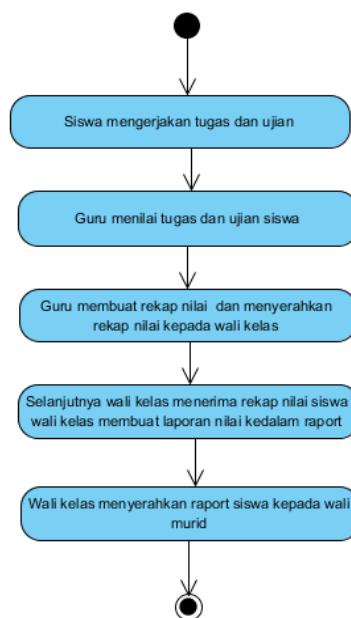 Siswa mengerjakan tugas dan ujian
Guru menilai tugas dan ujian siswa
Guru membuat rekap nilai dan menyerahkan
rekap nilai kepada wali kelas
Selanjutnya wali kelas menerima rekap nilai siswa
wali kelas membuat laporan nilai kedalam raport
Wali kelas menyerahkan raport siswa kepada wali
murid